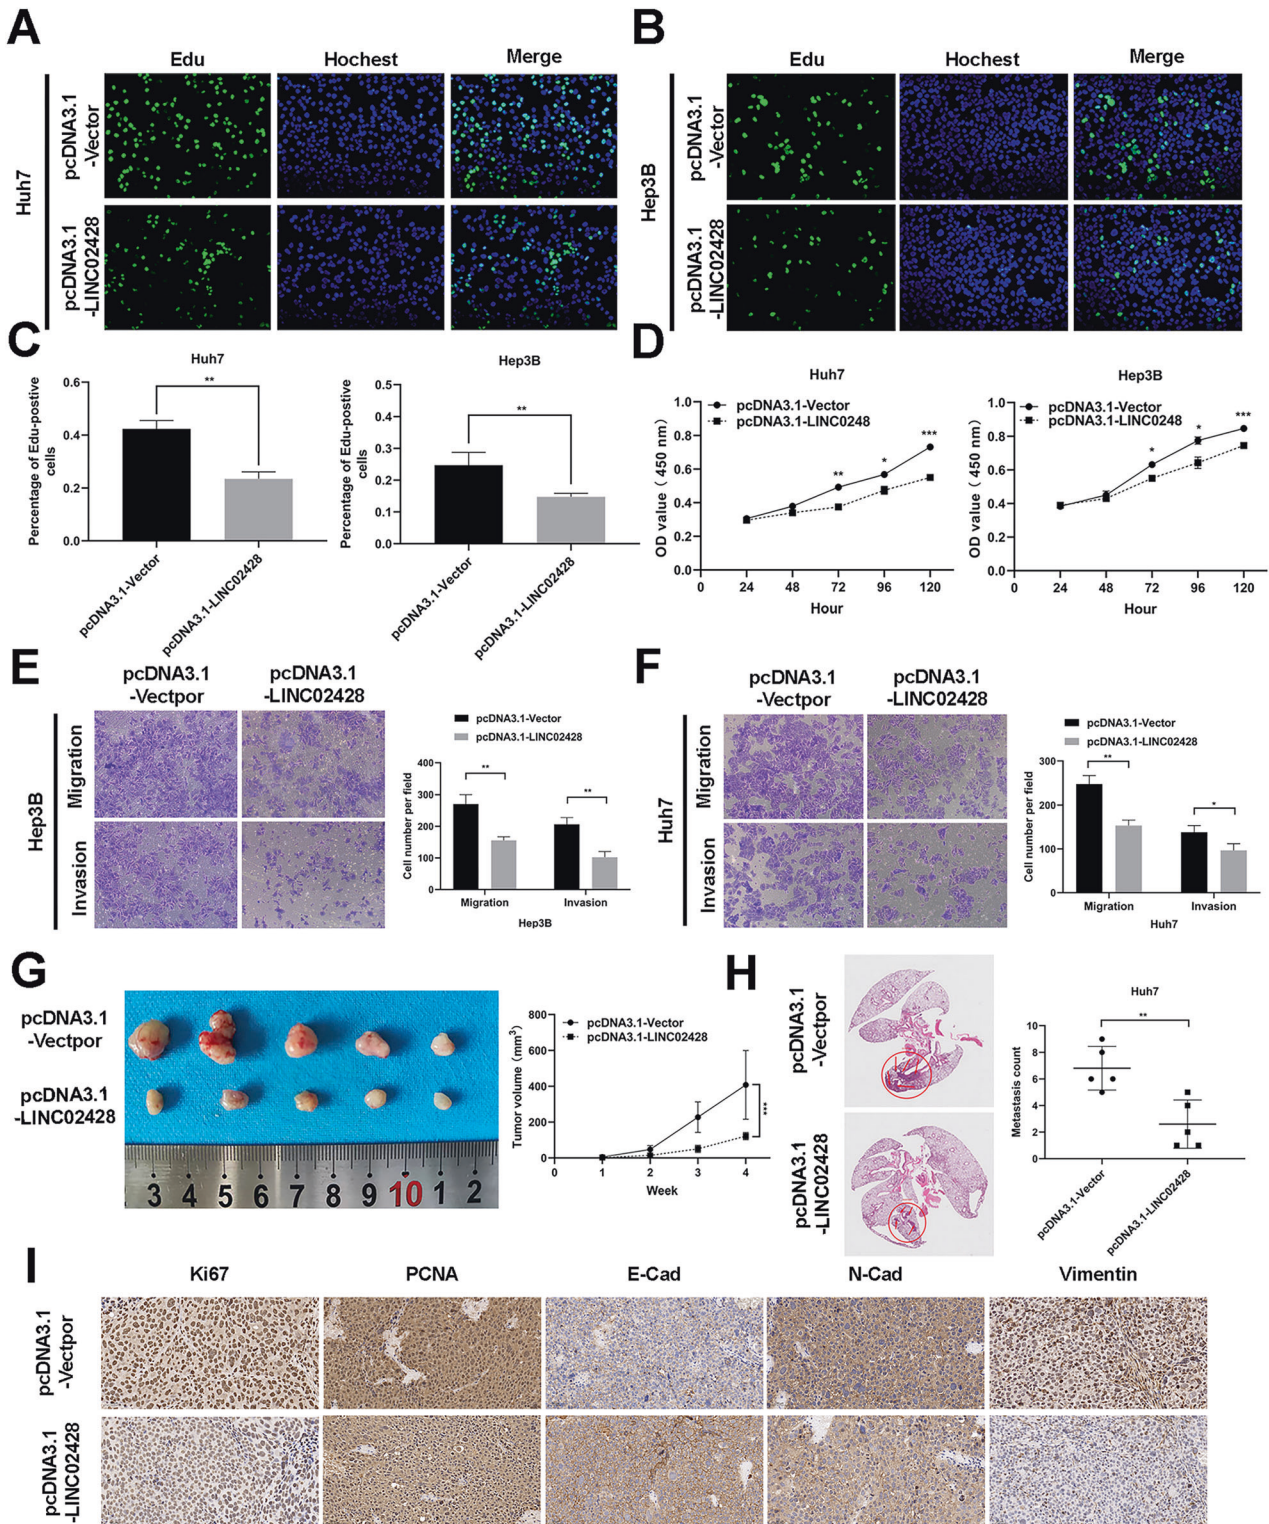 A
Edu
Hochest
Merge
Huh7
pcDNA3.1
-Vector
pcDNA3.1
-LINC02428
B
Edu
Hochest
Merge
Hep3B
pcDNA3.1
-Vector
pcDNA3.1
-LINC02428
C
Huh7
Percentage of Edu-postive
cells
0.6
0.4
0.2
0.0
**
pcDNA3.1-Vector
pcDNA3.1-LINC02428
Hep3B
Percentage of Edu-postive
cells
0.5
0.4
0.3
0.2
0.1
0.0
**
pcDNA3.1-Vector
pcDNA3.1-LINC02428
D
Huh7
OD value ( 450 nm)
1.0
0.8
0.6
0.4
0.2
0.0
pcDNA3.1-Vector
pcDNA3.1-LINC0248
**
*
***
0 24 48 72 96 120
Hour
Hep3B
OD value ( 450 nm)
1.0
0.8
0.6
0.4
0.2
0.0
pcDNA3.1-Vector
pcDNA3.1-LINC0248
*
*
***
0 24 48 72 96 120
Hour
E
pcDNA3.1
-Vectpor
pcDNA3.1
-LINC02428
Hep3B
Migration
Invasion
pcDNA3.1-Vector
pcDNA3.1-LINC02428
Cell number per field
400
300
200
100
0
**
**
Migration Invasion
Hep3B
F
pcDNA3.1
-Vectpor
pcDNA3.1
-LINC02428
Huh7
Migration
Invasion
pcDNA3.1-Vector
pcDNA3.1-LINC02428
Cell number per field
300
200
100
0
**
*
Migration Invasion
Huh7
G
pcDNA3.1
-Vectpor
pcDNA3.1
-LINC02428
3 4 5 6 7 8 9 10 1 2
Tumor volume (mm3)
800
600
400
200
0
pcDNA3.1-Vector
pcDNA3.1-LINC02428
***
0 1 2 3 4
Week
H
pcDNA3.1
-Vectpor
pcDNA3.1
-LINC02428
Huh7
Metastasis count
10
8
6
4
2
0
**
pcDNA3.1-Vector
pcDNA3.1-LINC02428
I
Ki67
PCNA
E-Cad
N-Cad
Vimentin
pcDNA3.1
-Vectpor
pcDNA3.1
-LINC02428